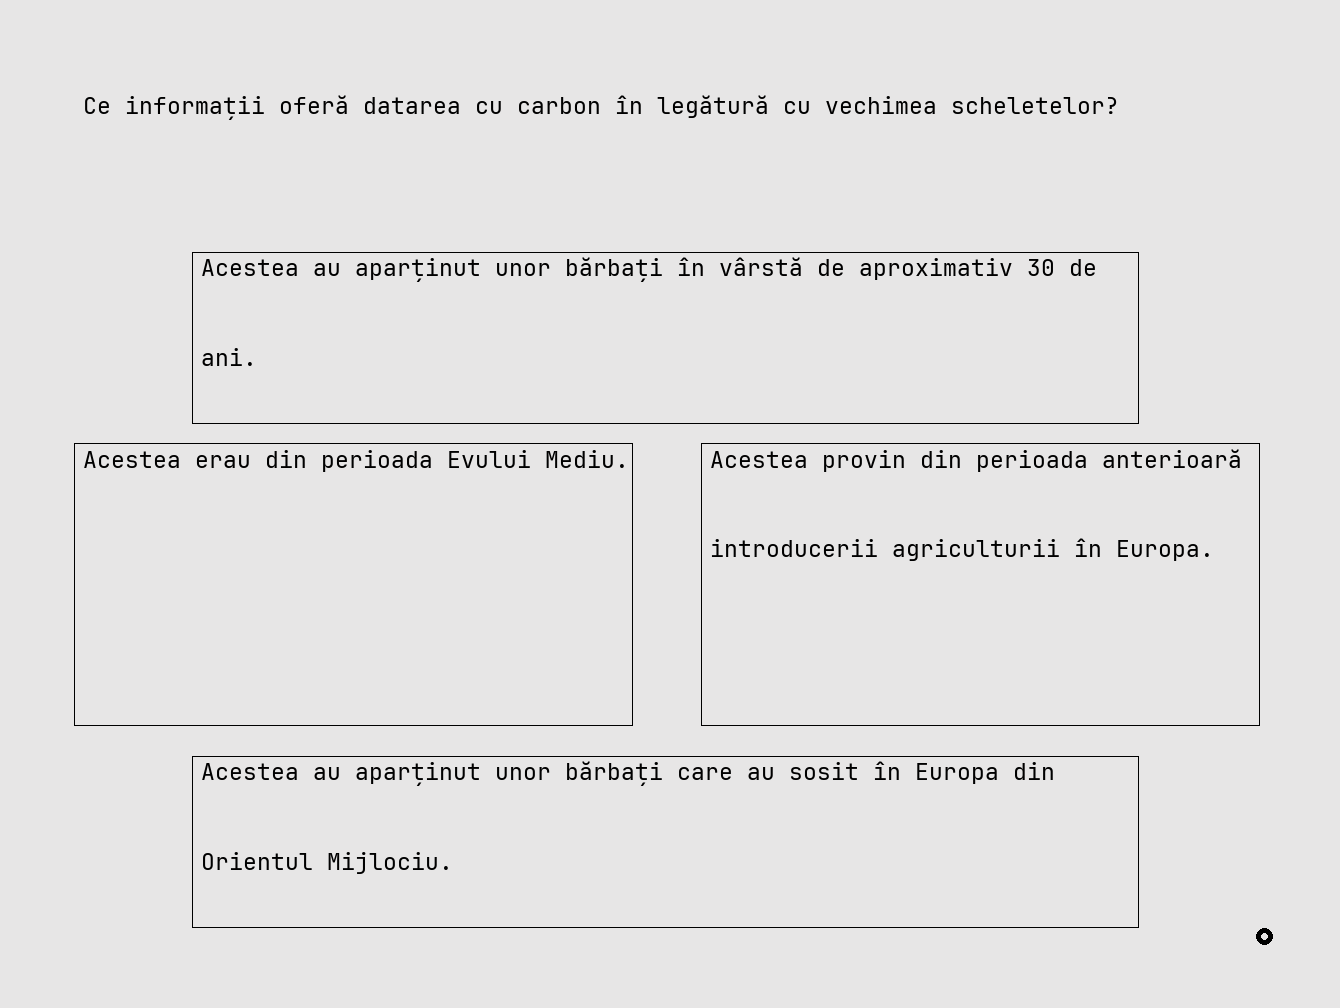 Ce informații oferă datarea cu carbon în legătură cu vechimea scheletelor?
Acestea au aparținut unor bărbați în vârstă de aproximativ 30 de
ani.
Acestea erau din perioada Evului Mediu.
Acestea provin din perioada anterioară
introducerii agriculturii în Europa.
Acestea au aparținut unor bărbați care au sosit în Europa din
Orientul Mijlociu.